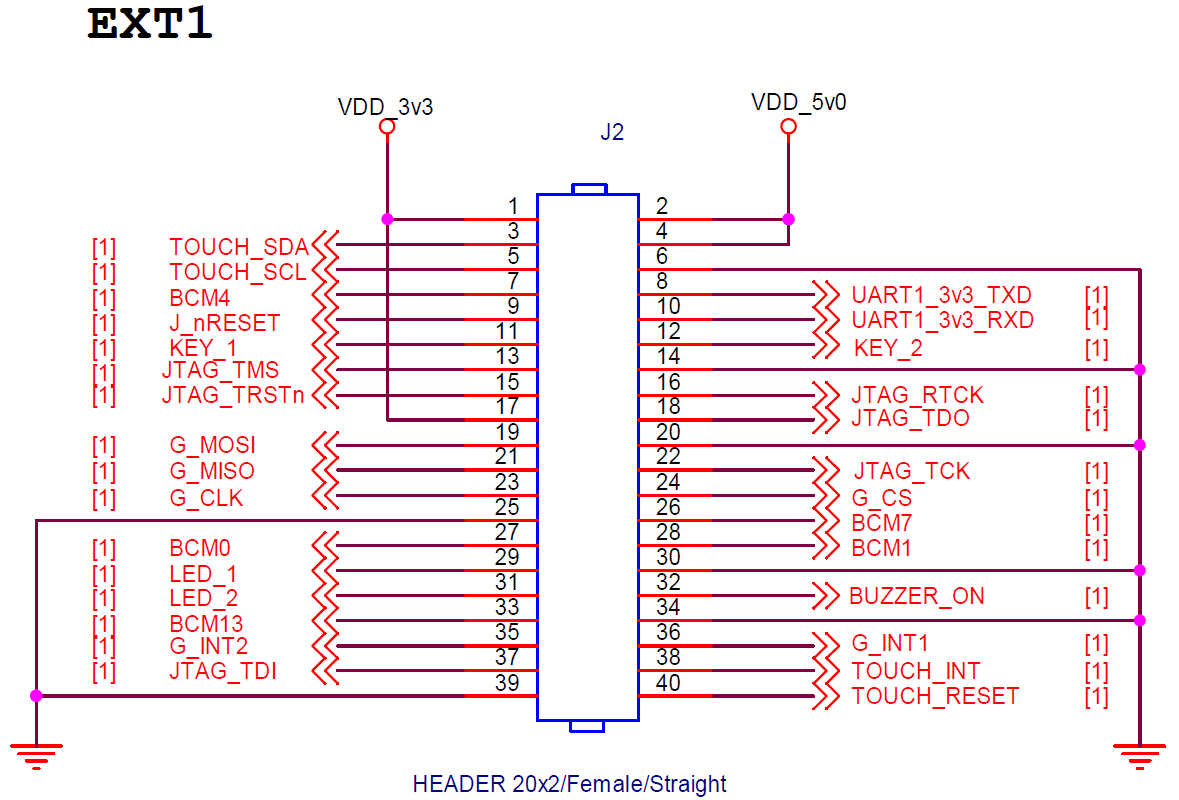 EXT1
VDD_3v3
VDD_5v0
J2
1 2
3 4
[1] TOUCH_SDA
5 6
[1] TOUCH_SCL
7 8
[1] BCM4 UART1_3v3_TXD [1]
9 10
[1] J_nRESET UART1_3v3_RXD [1]
11 12
[1] KEY_1 KEY_2 [1]
13 14
[1] JTAG_TMS
15 16
[1] JTAG_TRSTn JTAG_RTCK [1]
17 18
JTAG_TDO [1]
19 20
[1] G_MOSI
21 22
[1] G_MISO JTAG_TCK [1]
23 24
[1] G_CLK G_CS [1]
25 26
BCM7 [1]
27 28
[1] BCM0 BCM1 [1]
29 30
[1] LED_1
31 32
[1] LED_2 BUZZER_ON [1]
33 34
[1] BCM13
35 36
[1] G_INT2 G_INT1 [1]
37 38
[1] JTAG_TDI TOUCH_INT [1]
39 40
TOUCH_RESET [1]
HEADER 20x2/Female/Straight